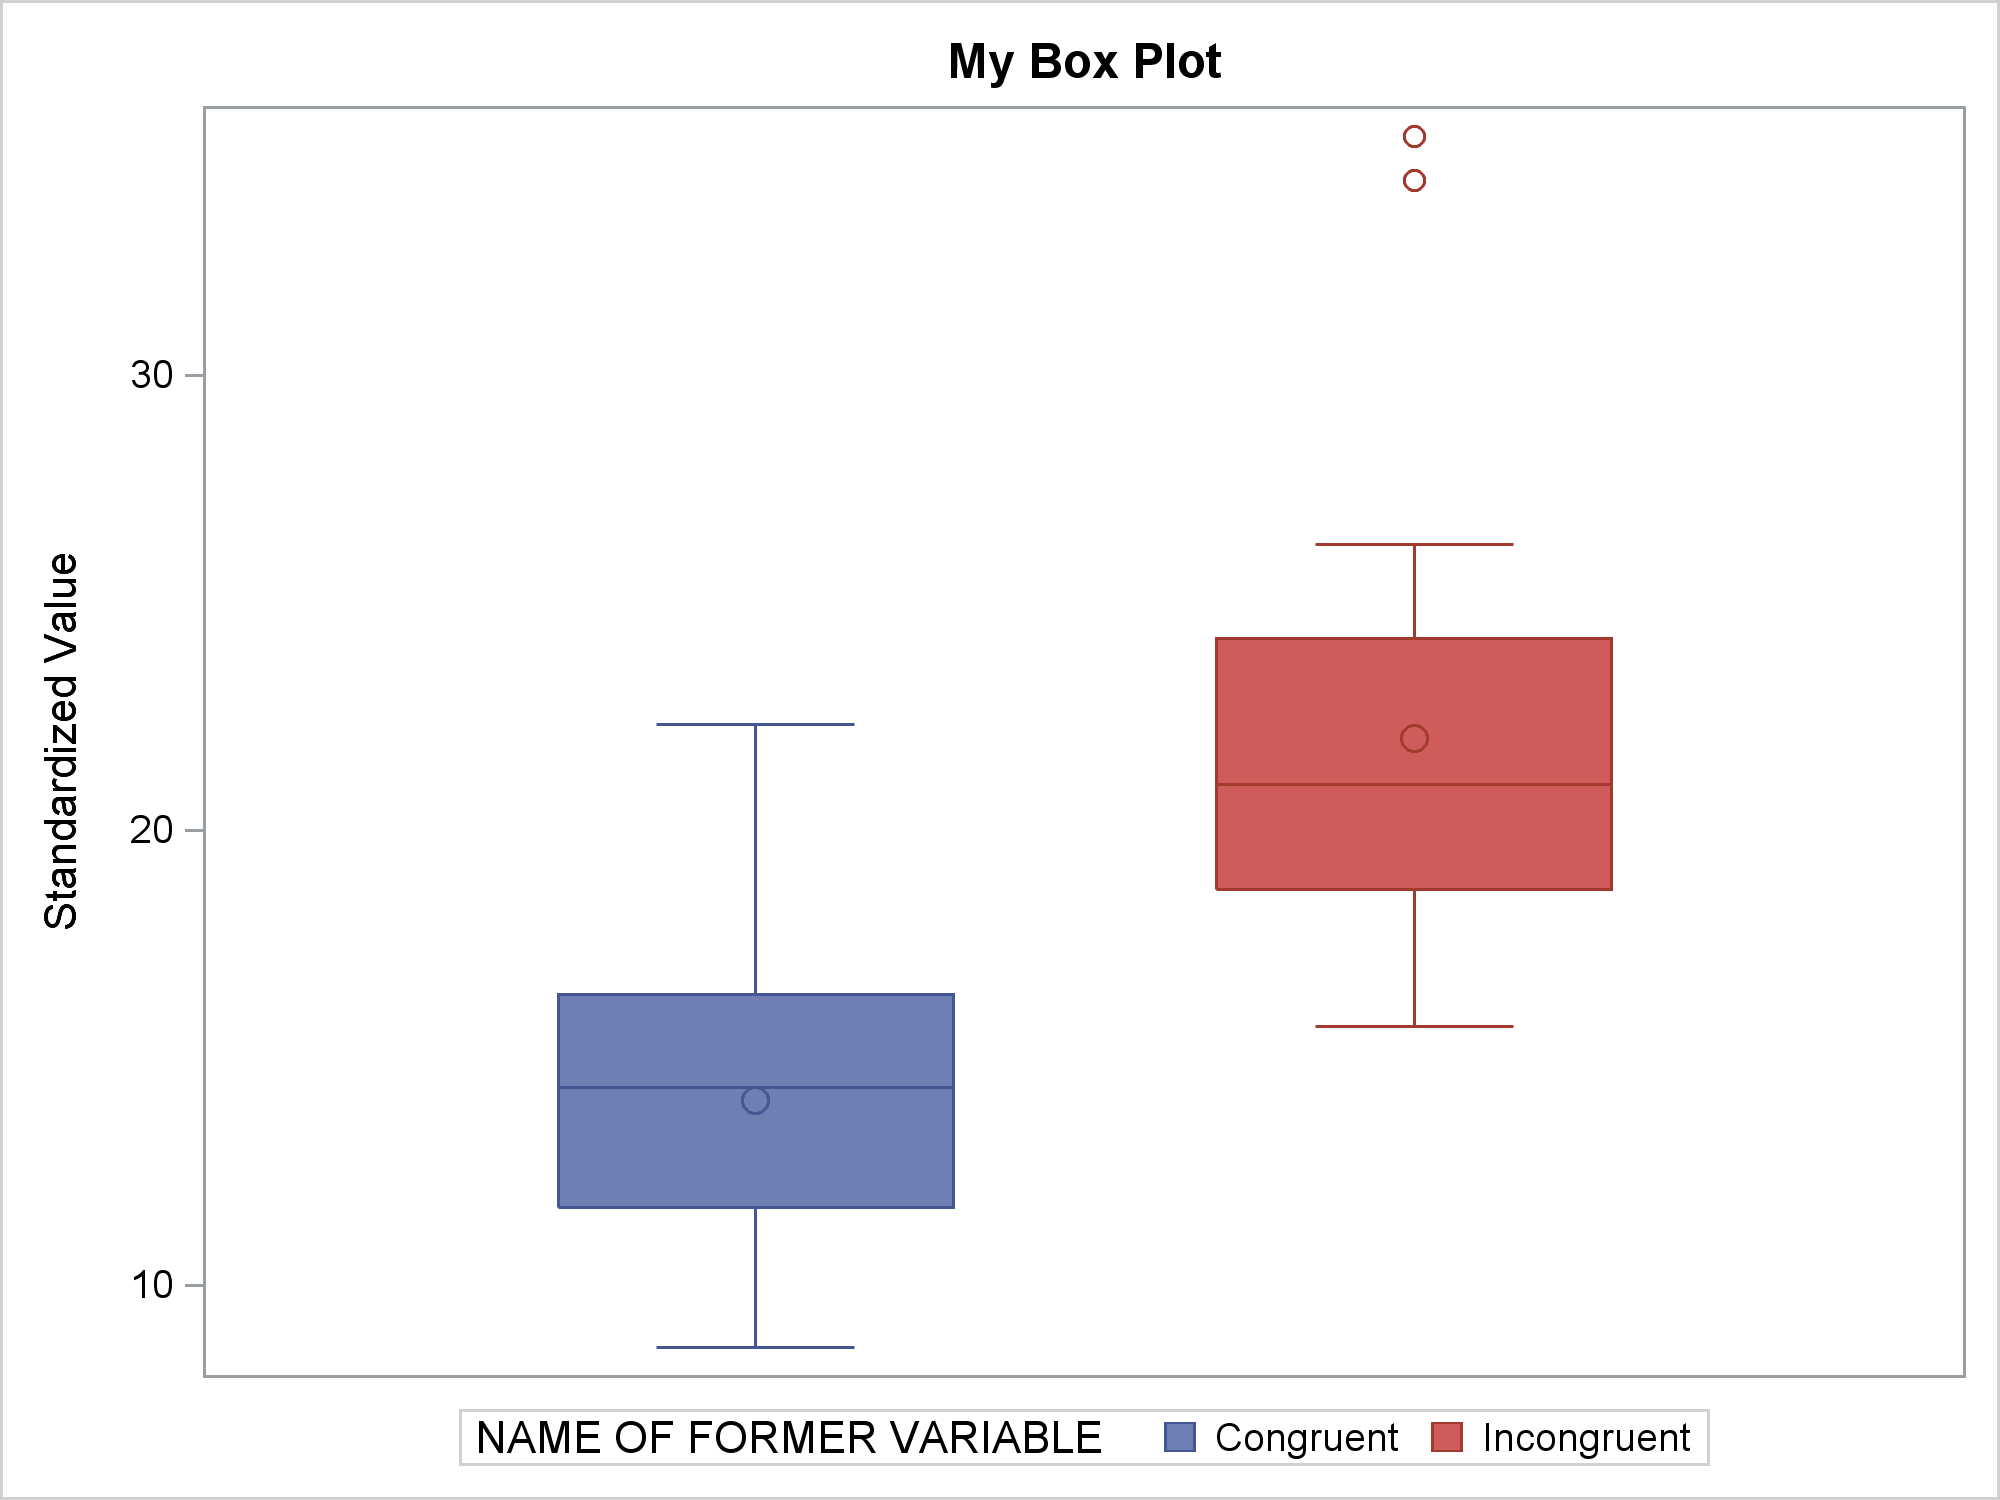 My Box Plot
30
20
10
Standardized Value
NAME OF FORMER VARIABLE Congruent Incongruent